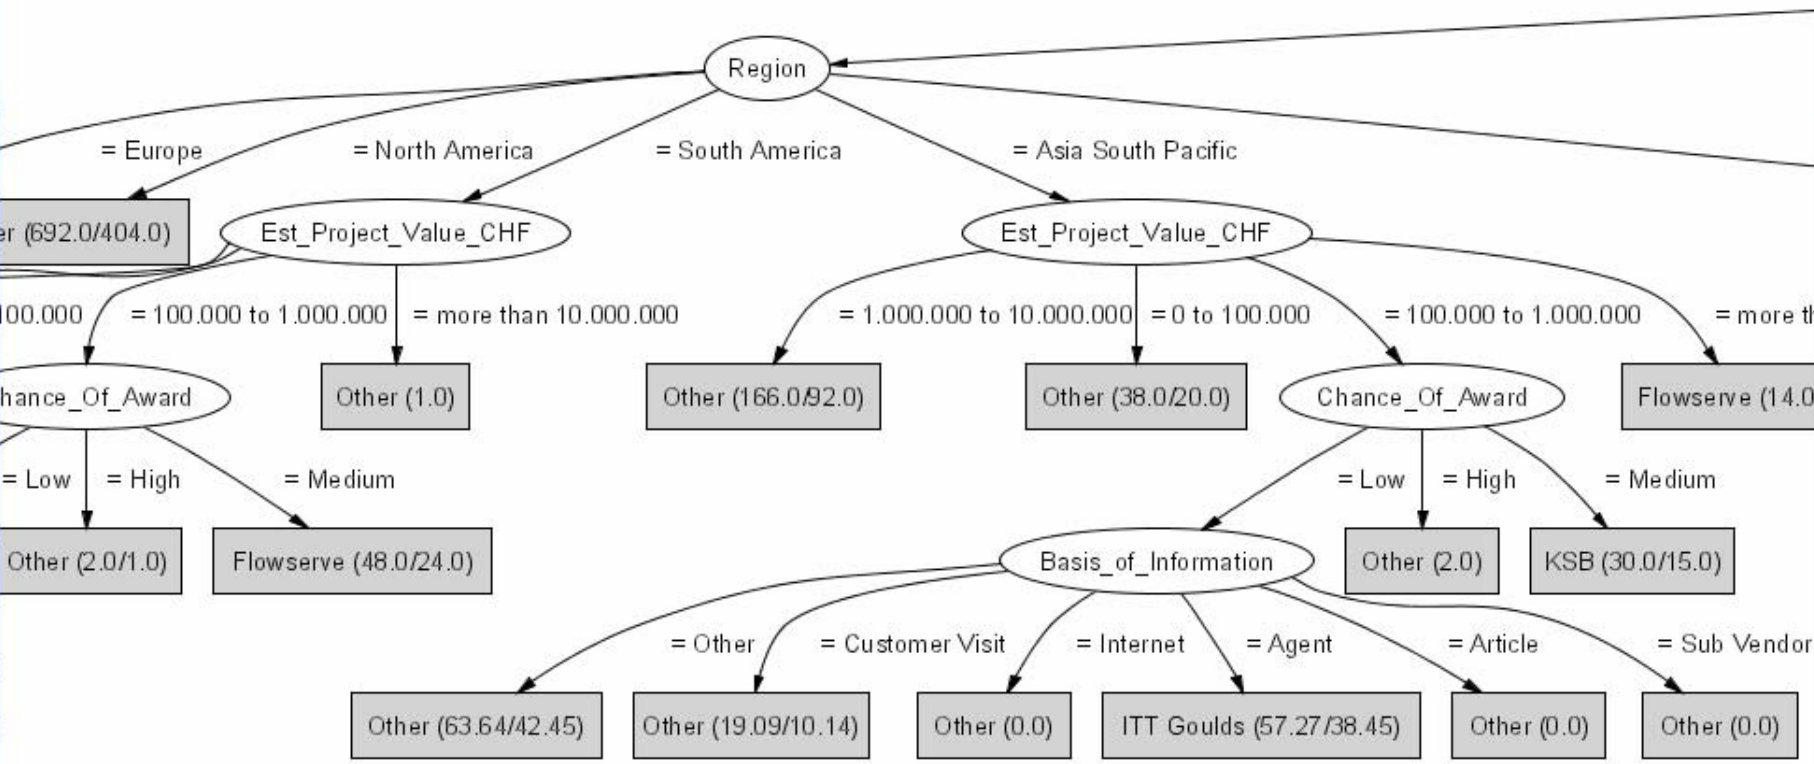 Region
= Europe
= North America
= South America
= Asia South Pacific
(692.0/404.0)
Est_Project_Value_CHF
Est_Project_Value_CHF
= 100.000 to 1.000.000
= more than 10.000.000
= 1.000.000 to 10.000.000
=0 to 100.000
= 100.000 to 1.000.000
= more
Chance_Of_Award
Other (1.0)
Other (166.0/92.0)
Other (38.0/20.0)
Chance_Of_Award
Flowserve (14.0
= Low
= High
= Medium
= Low
= High
= Medium
Other (2.0/1.0)
Flowserve (48.0/24.0)
Basis_of_Information
Other (2.0)
KSB (30.0/15.0)
= Other
= Customer Visit
= Internet
= Agent
= Article
= Sub Vendor
Other (63.64/42.45)
Other (19.09/10.14)
Other (0.0)
ITT Goulds (57.27/38.45)
Other (0.0)
Other (0.0)